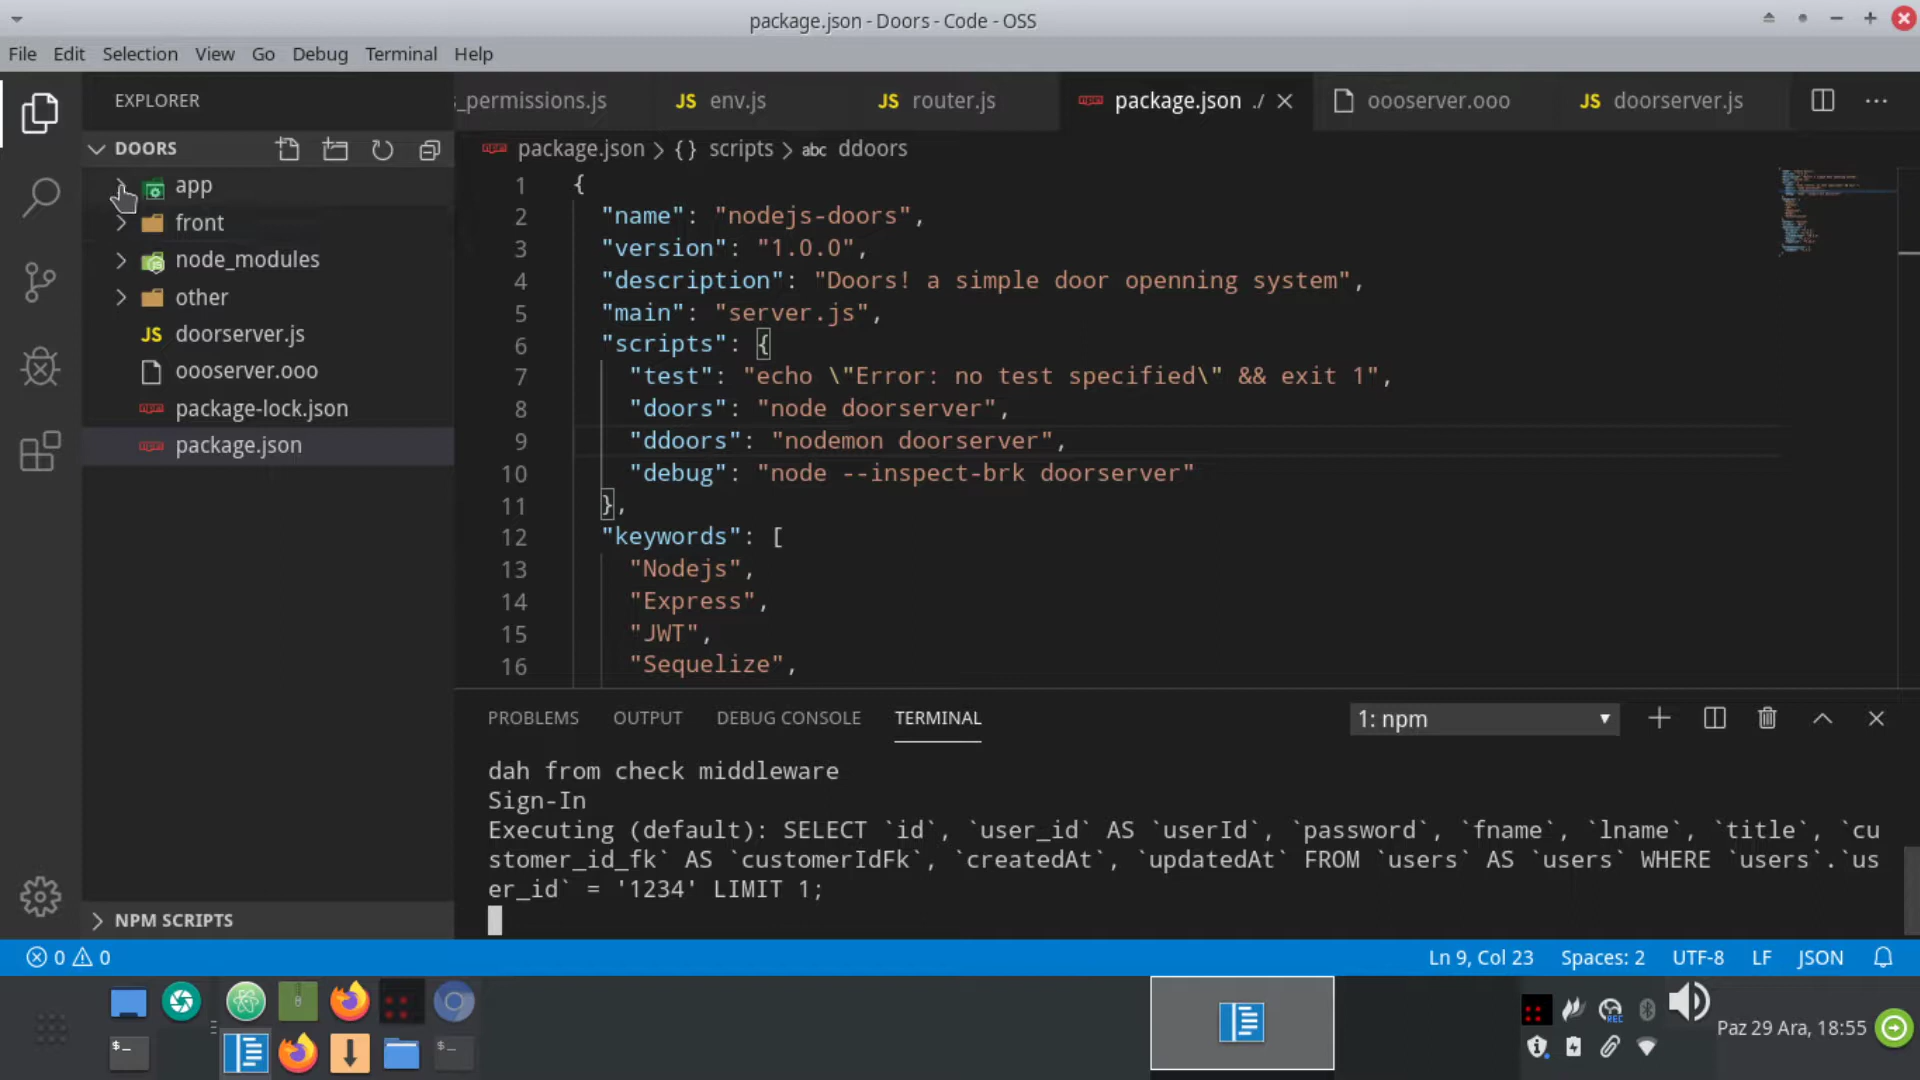 package.json - Doors - Code - OSS
File Edit Selection View Go Debug Terminal Help
EXPLORER
_permissions.js JS env.js JS router.js package.json ./ oooserver.ooo JS doorserver.js
DOORS
package.json > {} scripts > abc ddoors
app
front
node_modules
other
JS doorserver.js
oooserver.ooo
package-lock.json
package.json
NPM SCRIPTS
1 {
2 "name": "nodejs-doors",
3 "version": "1.0.0",
4 "description": "Doors! a simple door openning system",
5 "main": "server.js",
6 "scripts": {
7 "test": "echo \"Error: no test specified\" && exit 1",
8 "doors": "node doorserver",
9 "ddoors": "nodemon doorserver",
10 "debug": "node --inspect-brk doorserver"
11 },
12 "keywords": [
13 "Nodejs",
14 "Express",
15 "JWT",
16 "Sequelize",
PROBLEMS OUTPUT DEBUG CONSOLE TERMINAL 1: npm
dah from check middleware
Sign-In
Executing (default): SELECT `id`, `user_id` AS `userId`, `password`, `fname`, `lname`, `title`, `cu
stomer_id_fk` AS `customerIdFk`, `createdAt`, `updatedAt` FROM `users` AS `users` WHERE `users`.`us
er_id` = '1234' LIMIT 1;
0 0 Ln 9, Col 23 Spaces: 2 UTF-8 LF JSON
REC
Paz 29 Ara, 18:55